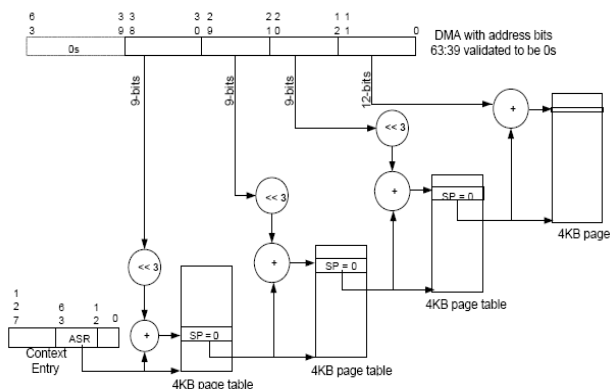 6 3 3 3 2 2 2 1 1
3 9 8 0 9 1 0 2 1 0
0s
DMA with address bits
63:39 validated to be 0s
9-bits
9-bits
9-bits
12-bits
+
<< 3
+
SP = 0
4KB page
<< 3
+
SP = 0
4KB page table
<< 3
+
SP = 0
4KB page table
1
2 6 1
7 3 2 0
ASR
Context
Entry
4KB page table